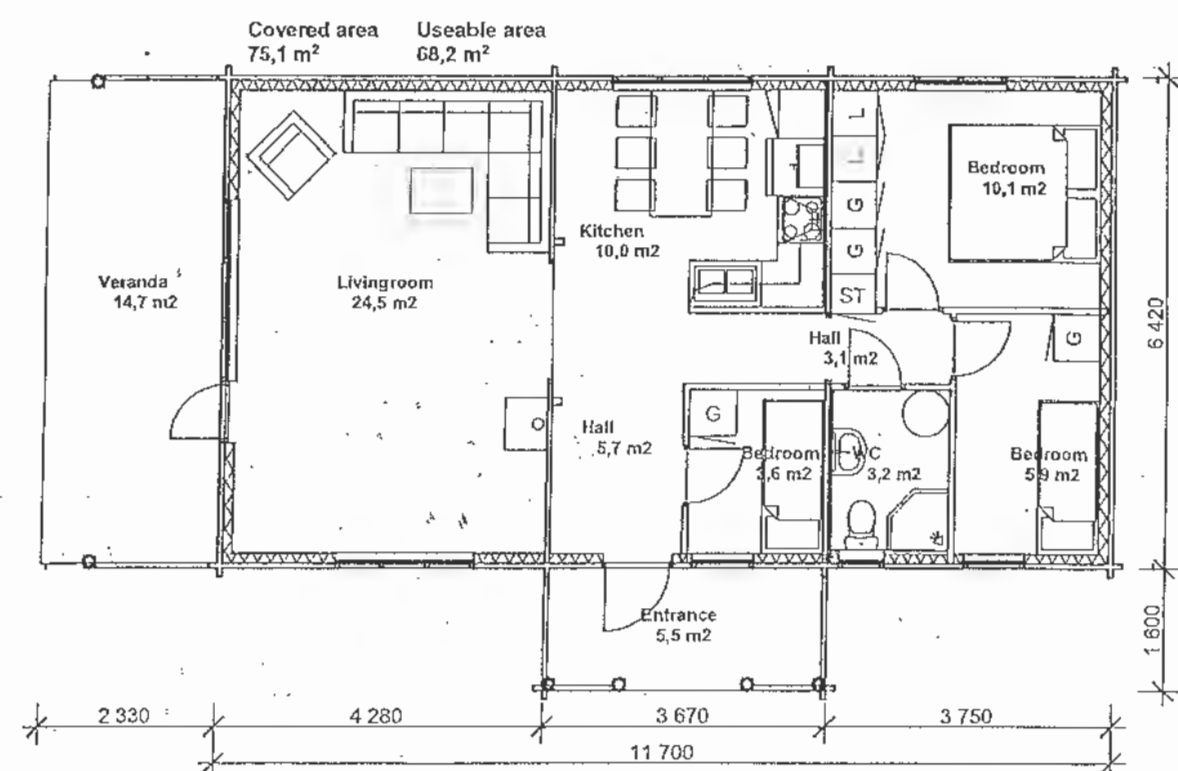 Covered area Useable area
75,1 m² 68,2 m²
L
L
G
G
ST
Bedroom
10,1 m2
Kitchen
10,0 m2
Veranda
14,7 m2
Livingroom
24,5 m2
Hall
3,1 m2
G
6 420
G
Hall
5,7 m2
Bedroom
3,6 m2
WC
3,2 m2
Bedroom
5,9 m2
Entrance
5,5 m2
1 600
2 330
4 280
3 670
3 750
11 700